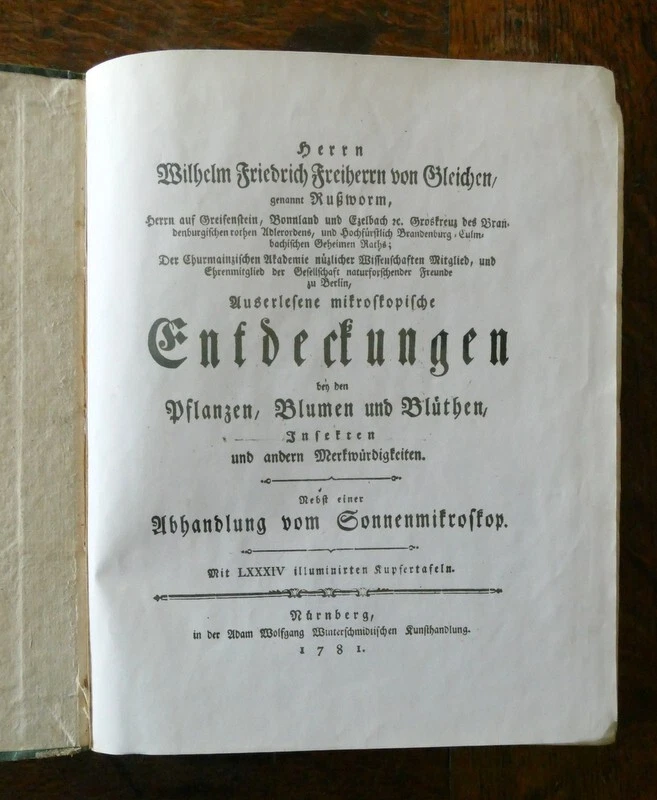 Herrn
Wilhelm Friedrich Freiherrn von Gleichen,
genannt Rußworm,
Herrn auf Greifenstein, Bonnland und Ezelbach ꝛc. Groskreuz des Bran-
denburgischen rothen Adlerordens, und Hochfürstlich Brandenburg-Culm-
bachischen Geheimen Raths;
Der Churmainzischen Akademie nüzlicher Wissenschaften Mitglied, und
Ehrenmitglied der Gesellschaft naturforschender Freunde
zu Berlin,
Auserlesene mikroskopische
Entdeckungen
bey den
Pflanzen, Blumen und Blüthen,
Insekten
und andern Merkwürdigkeiten.
Nebst einer
Abhandlung vom Sonnenmikroskop.
Mit LXXXIV illuminirten Kupfertafeln.
Nürnberg,
in der Adam Wolfgang Winterschmidtischen Kunsthandlung.
1781.